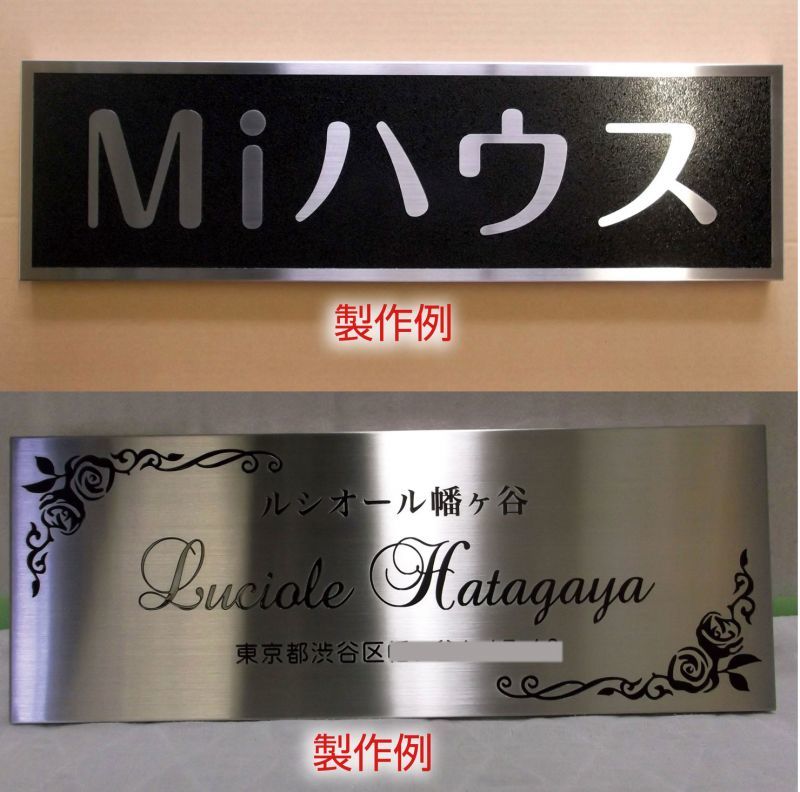 Miハウス
製作例
ルシオール幡ヶ谷
Luciole Hatagaya
東京都渋谷区
製作例